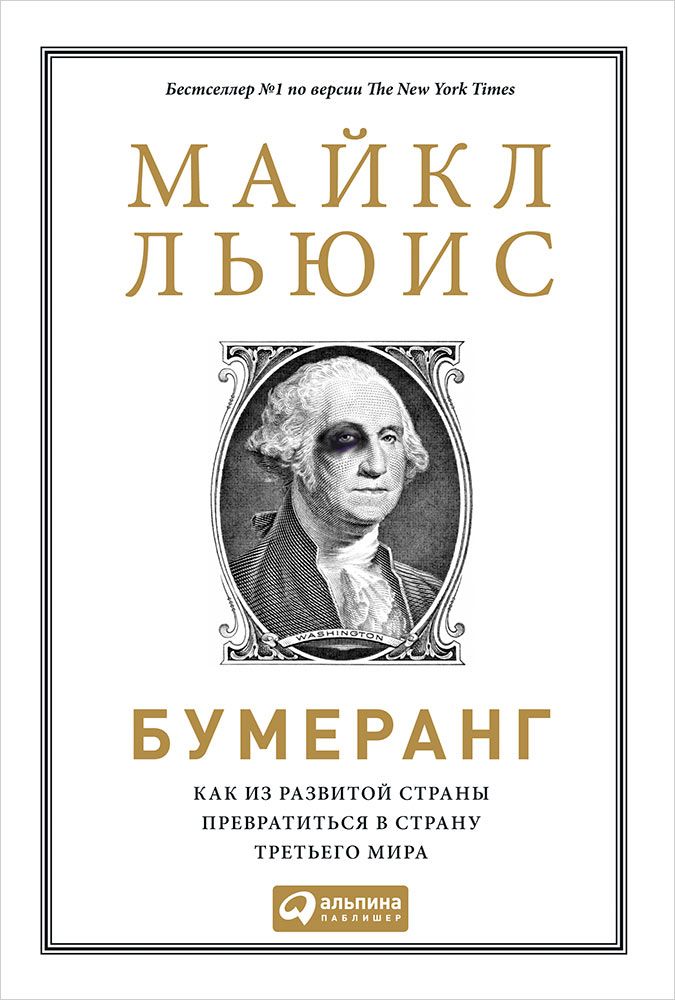 Бестселлер №1 по версии The New York Times
МАЙКЛ
ЛЬЮИС
WASHINGTON
БУМЕРАНГ
КАК ИЗ РАЗВИТОЙ СТРАНЫ
ПРЕВРАТИТЬСЯ В СТРАНУ
ТРЕТЬЕГО МИРА
АЛЬПИНА
ПАБЛИШЕР